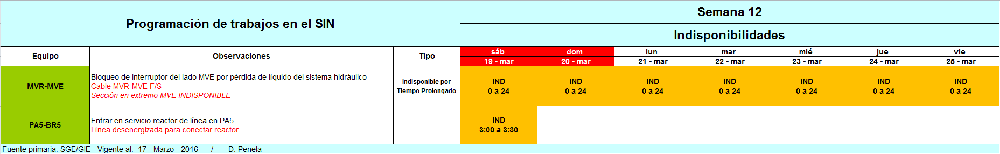 Programación de trabajos en el SIN
Semana 12
Indisponibilidades
Equipo Observaciones Tipo sáb dom lun mar mié jue vie
19 - mar 20 - mar 21 - mar 22 - mar 23 - mar 24 - mar 25 - mar
MVR-MVE
Bloqueo de interruptor del lado MVE por pérdida de líquido del sistema hidráulico
Cable MVR-MVE F/S
Sección en extremo MVE INDISPONIBLE
Indisponible por
Tiempo Prolongado
IND IND IND IND IND IND IND
0 a 24 0 a 24 0 a 24 0 a 24 0 a 24 0 a 24 0 a 24
PA5-BR5
Entrar en servicio reactor de línea en PA5.
Línea desenergizada para conectar reactor.
IND
3:00 a 3:30
Fuente primaria: SGE/GIE - Vigente al: 17 - Marzo - 2016 / D. Penela